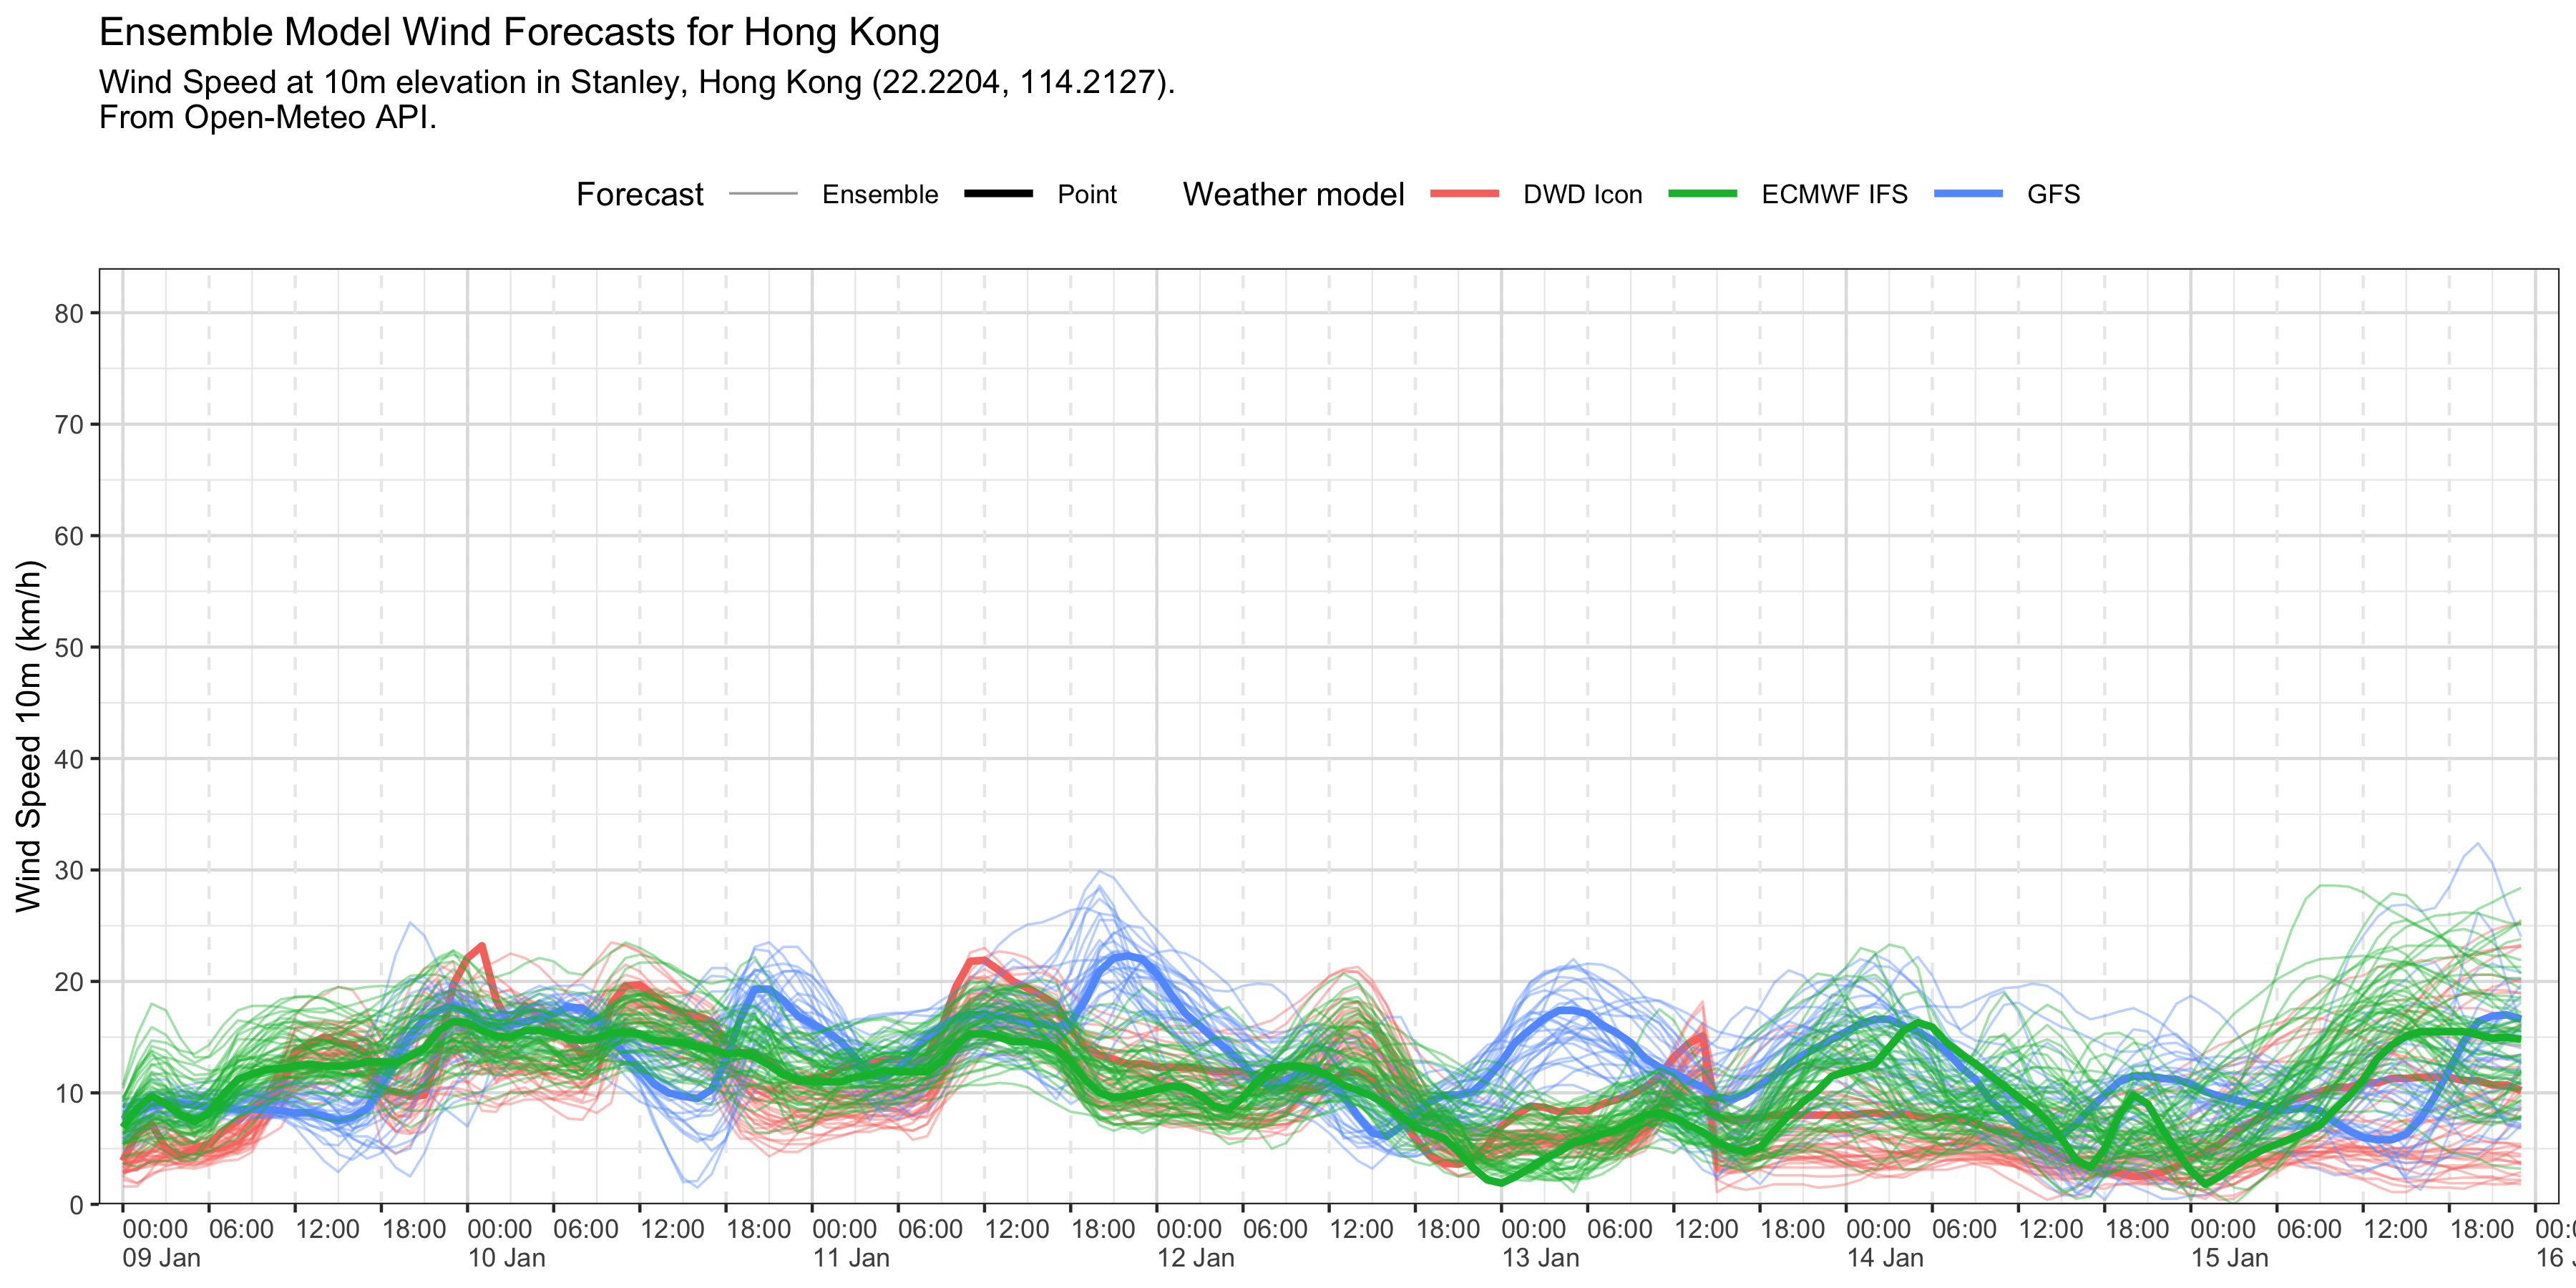 Ensemble Model Wind Forecasts for Hong Kong
Wind Speed at 10m elevation in Stanley, Hong Kong (22.2204, 114.2127).
From Open-Meteo API.
Forecast Ensemble Point Weather model DWD Icon ECMWF IFS GFS
Wind Speed 10m (km/h)
80
70
60
50
40
30
20
10
0
00:00 06:00 12:00 18:00 00:00 06:00 12:00 18:00 00:00 06:00 12:00 18:00 00:00 06:00 12:00 18:00 00:00 06:00 12:00 18:00 00:00 06:00 12:00 18:00 00:00 06:00 12:00 18:00 00:0
09 Jan 10 Jan 11 Jan 12 Jan 13 Jan 14 Jan 15 Jan 16